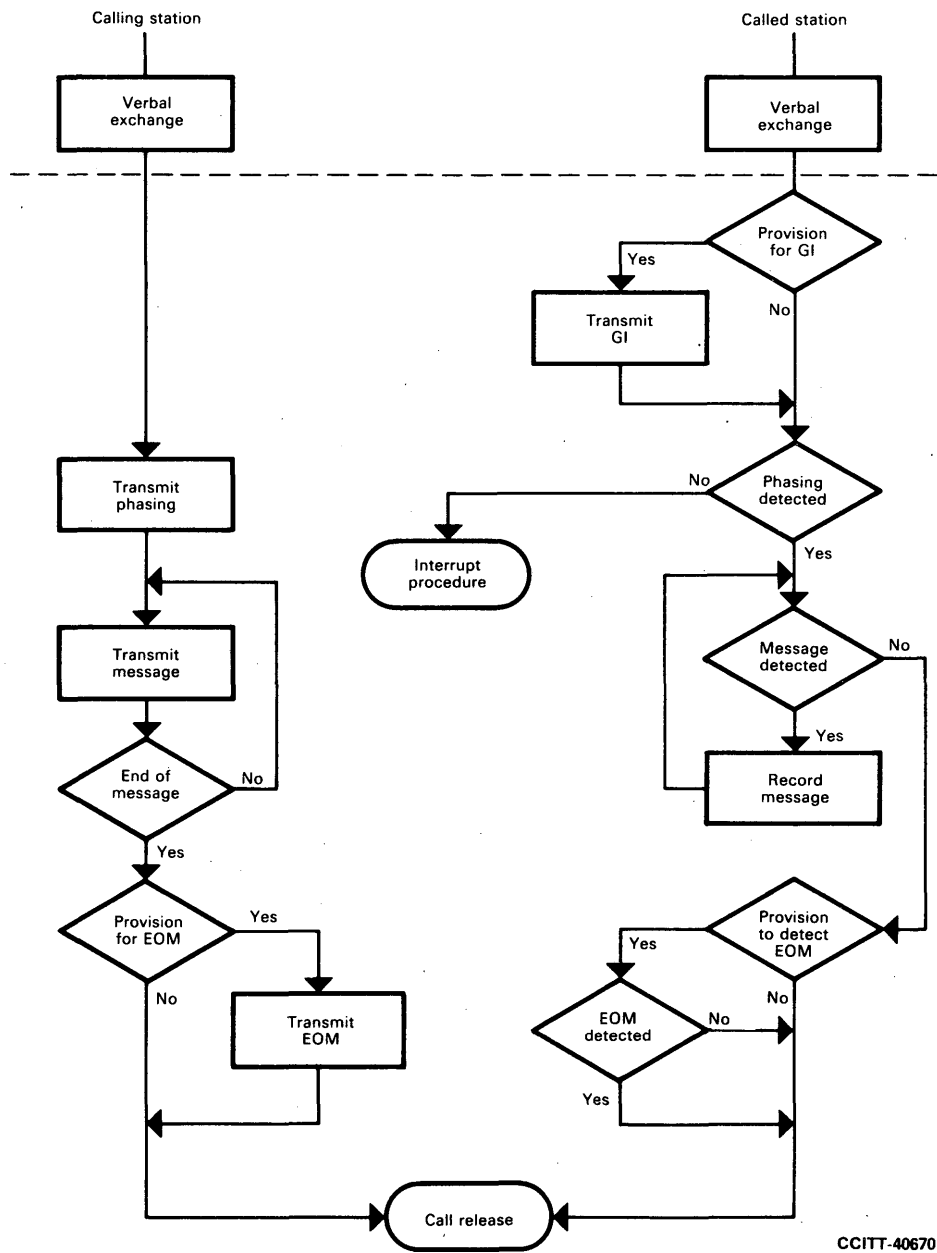 Calling station
Called station
Verbal
exchange
Verbal
exchange
Provision
for GI
Yes
No
Transmit
GI
Transmit
phasing
Phasing
detected
No
Yes
Interrupt
procedure
Transmit
message
Message
detected
No
Yes
End of
message
No
Yes
Record
message
Provision
for EOM
Yes
No
Provision
to detect
EOM
Yes
No
Transmit
EOM
EOM
detected
No
Yes
Call release
CCITT-40670